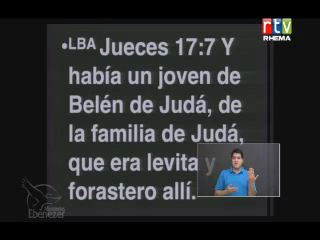 rtv
RHEMA
•LBA Jueces 17:7 Y
había un joven de
Belén de Judá, de
la familia de Judá,
que era levita y
forastero allí.
Ministerios
Ebenezer